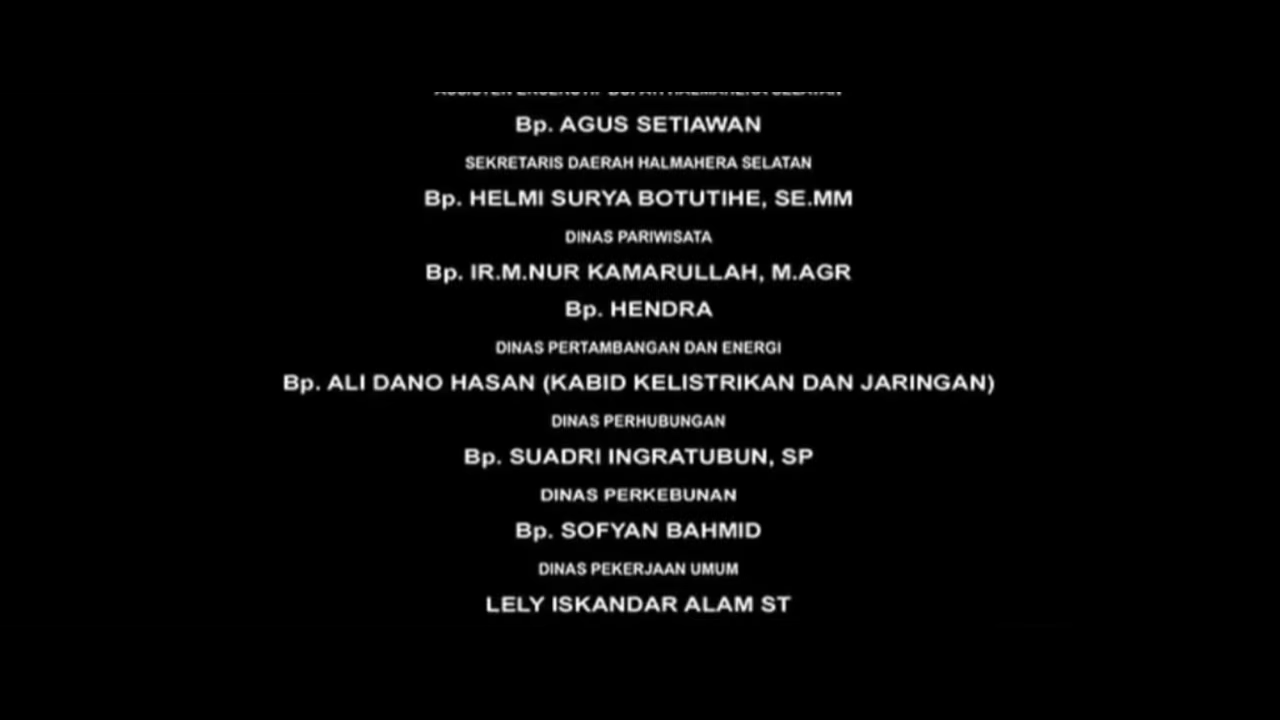 Bp. AGUS SETIAWAN
SEKRETARIS DAERAH HALMAHERA SELATAN
Bp. HELMI SURYA BOTUTIHE, SE.MM
DINAS PARIWISATA
Bp. IR.M.NUR KAMARULLAH, M.AGR
Bp. HENDRA
DINAS PERTAMBANGAN DAN ENERGI
Bp. ALI DANO HASAN (KABID KELISTRIKAN DAN JARINGAN)
DINAS PERHUBUNGAN
Bp. SUADRI INGRATUBUN, SP
DINAS PERKEBUNAN
Bp. SOFYAN BAHMID
DINAS PEKERJAAN UMUM
LELY ISKANDAR ALAM ST